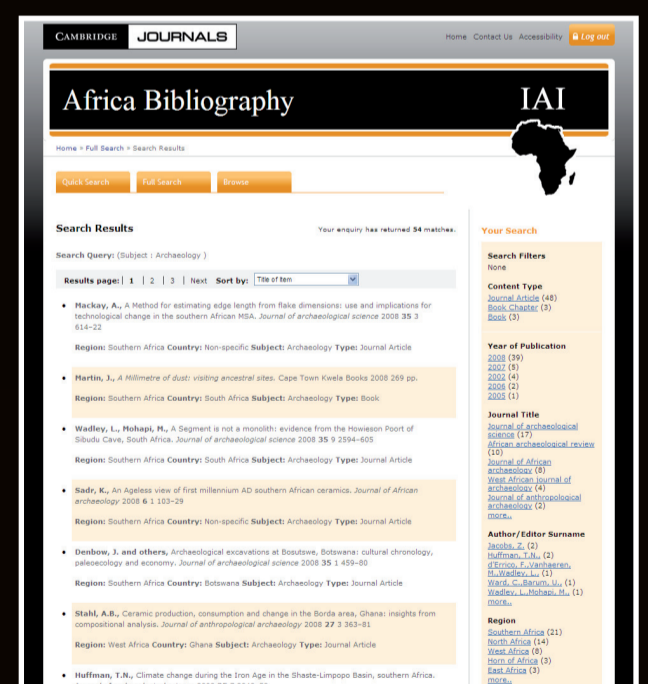 CAMBRIDGE JOURNALS
Home Contact Us Accessibility Log out
Africa Bibliography IAI
Home » Full Search » Search Results
Quick Search Full Search Browse
Search Results
Your enquiry has returned 54 matches.
Search Query: (Subject : Archaeology )
Results page: | 1 | 2 | 3 | Next Sort by: Title of Item
• Mackay, A., A Method for estimating edge length from flake dimensions: use and implications for
technological change in the southern African MSA. Journal of archaeological science 2008 35 3
614–22
Region: Southern Africa Country: Non-specific Subject: Archaeology Type: Journal Article
• Martin, J., A Millimetre of dust: visiting ancestral sites. Cape Town Kwela Books 2008 269 pp.
Region: Southern Africa Country: South Africa Subject: Archaeology Type: Book
• Wadley, L., Mohapi, M., A Segment is not a monolith: evidence from the Howieson Poort of
Sibudu Cave, South Africa. Journal of archaeological science 2008 35 9 2594–605
Region: Southern Africa Country: South Africa Subject: Archaeology Type: Journal Article
• Sadr, K., An Ageless view of first millennium AD southern African ceramics. Journal of African
archaeology 2008 6 1 103–29
Region: Southern Africa Country: Non-specific Subject: Archaeology Type: Journal Article
• Denbow, J. and others, Archaeological excavations at Bosutswe, Botswana: cultural chronology,
paleoecology and economy. Journal of archaeological science 2008 35 1 459–80
Region: Southern Africa Country: Botswana Subject: Archaeology Type: Journal Article
• Stahl, A.B., Ceramic production, consumption and change in the Borda area, Ghana: insights from
compositional analysis. Journal of anthropological archaeology 2008 27 3 363–81
Region: West Africa Country: Ghana Subject: Archaeology Type: Journal Article
• Huffman, T.N., Climate change during the Iron Age in the Shaste-Limpopo Basin, southern Africa.
Your Search
Search Filters
None
Content Type
Journal Article (48)
Book Chapter (3)
Book (3)
Year of Publication
2008 (39)
2007 (5)
2002 (4)
2006 (2)
2005 (1)
Journal Title
Journal of archaeological
science (17)
African archaeological review
(10)
Journal of African
archaeology (8)
West African journal of
archaeology (4)
Journal of anthropological
archaeology (2)
more..
Author/Editor Surname
Jacobs, Z. (2)
Huffman, T.N., (2)
d'Errico, F.,Vanhaeren,
M.,Wadley, L., (1)
Ward, C.,Barum, U., (1)
Wadley, L.,Mohapi, M., (1)
more..
Region
Southern Africa (21)
North Africa (14)
West Africa (8)
Horn of Africa (3)
East Africa (3)
more..